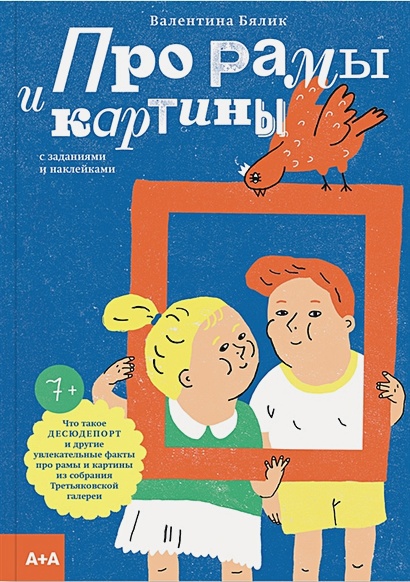 Валентина Бялик
Про рамы
и картины
с заданиями
и наклейками
7+
Что такое
ДЕСЮДЕПОРТ
и другие
увлекательные факты
про рамы и картины
из собрания
Третьяковской
галереи
А+А